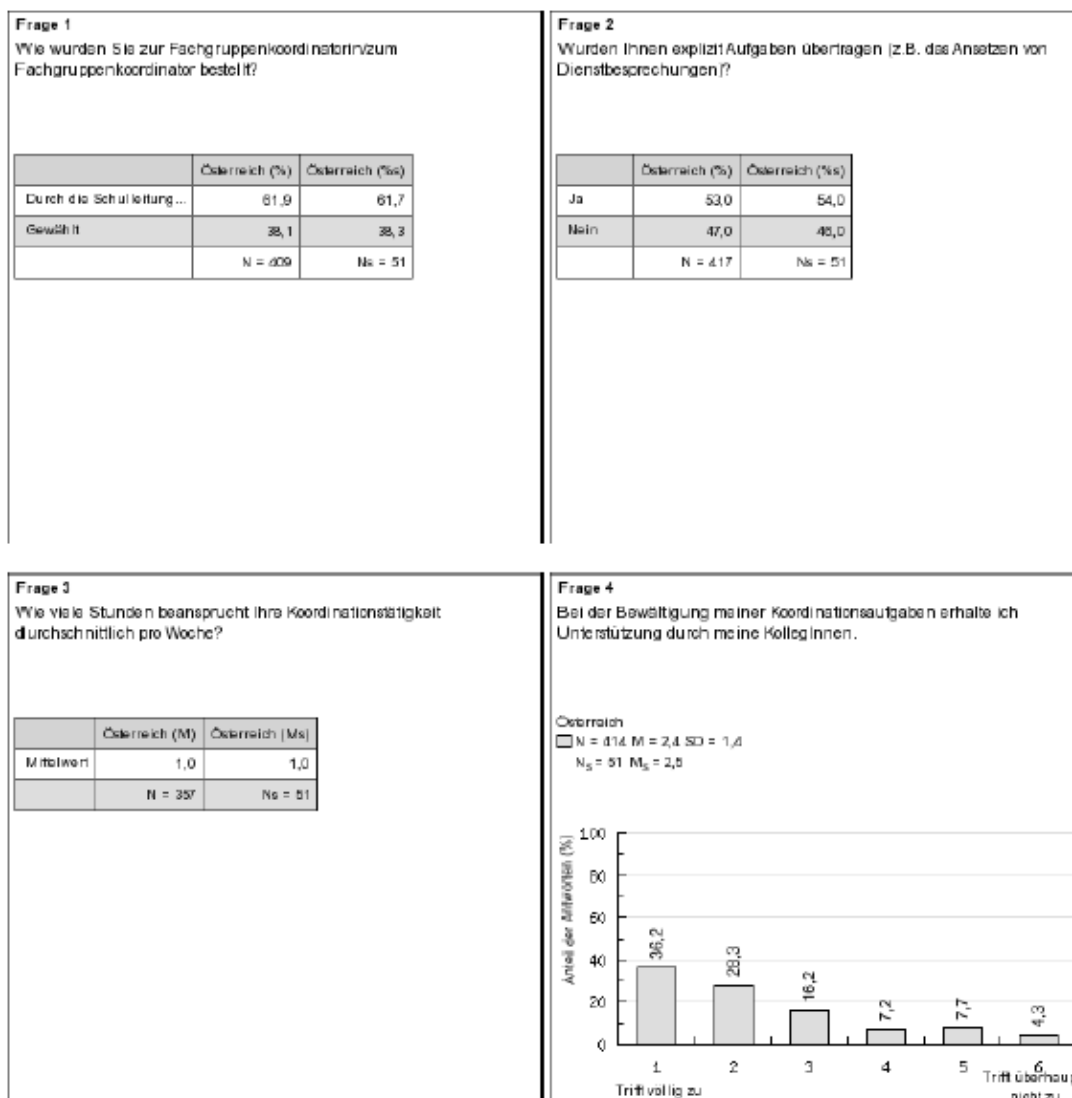 Frage 1
Wie wurden Sie zur Fachgruppenkoordinatorin/zum
Fachgruppenkoordinator bestellt?
Österreich (%) Österreich (%s)
Durch die Schulleitung... 61,9 61,7
Gewählt 38,1 38,3
N = 409 Ns = 51
Frage 2
Wurden Ihnen explizit Aufgaben übertragen (z.B. das Ansetzen von
Dienstbesprechungen)?
Österreich (%) Österreich (%s)
Ja 53,0 54,0
Nein 47,0 46,0
N = 417 Ns = 51
Frage 3
Wie viele Stunden beansprucht Ihre Koordinationstätigkeit
durchschnittlich pro Woche?
Österreich (M) Österreich (Ms)
Mittelwert 1,0 1,0
N = 357 Ns = 51
Frage 4
Bei der Bewältigung meiner Koordinationsaufgaben erhalte ich
Unterstützung durch meine KollegInnen.
Österreich
N = 414 M = 2,4 SD = 1,4
NS = 51 MS = 2,5
Anteil der Antworten (%)
100
80
60
40
20
0
36,2 28,3 16,2 7,2 7,7 4,3
1 2 3 4 5 6
Trifft völlig zu Trifft überhaup
nicht zu